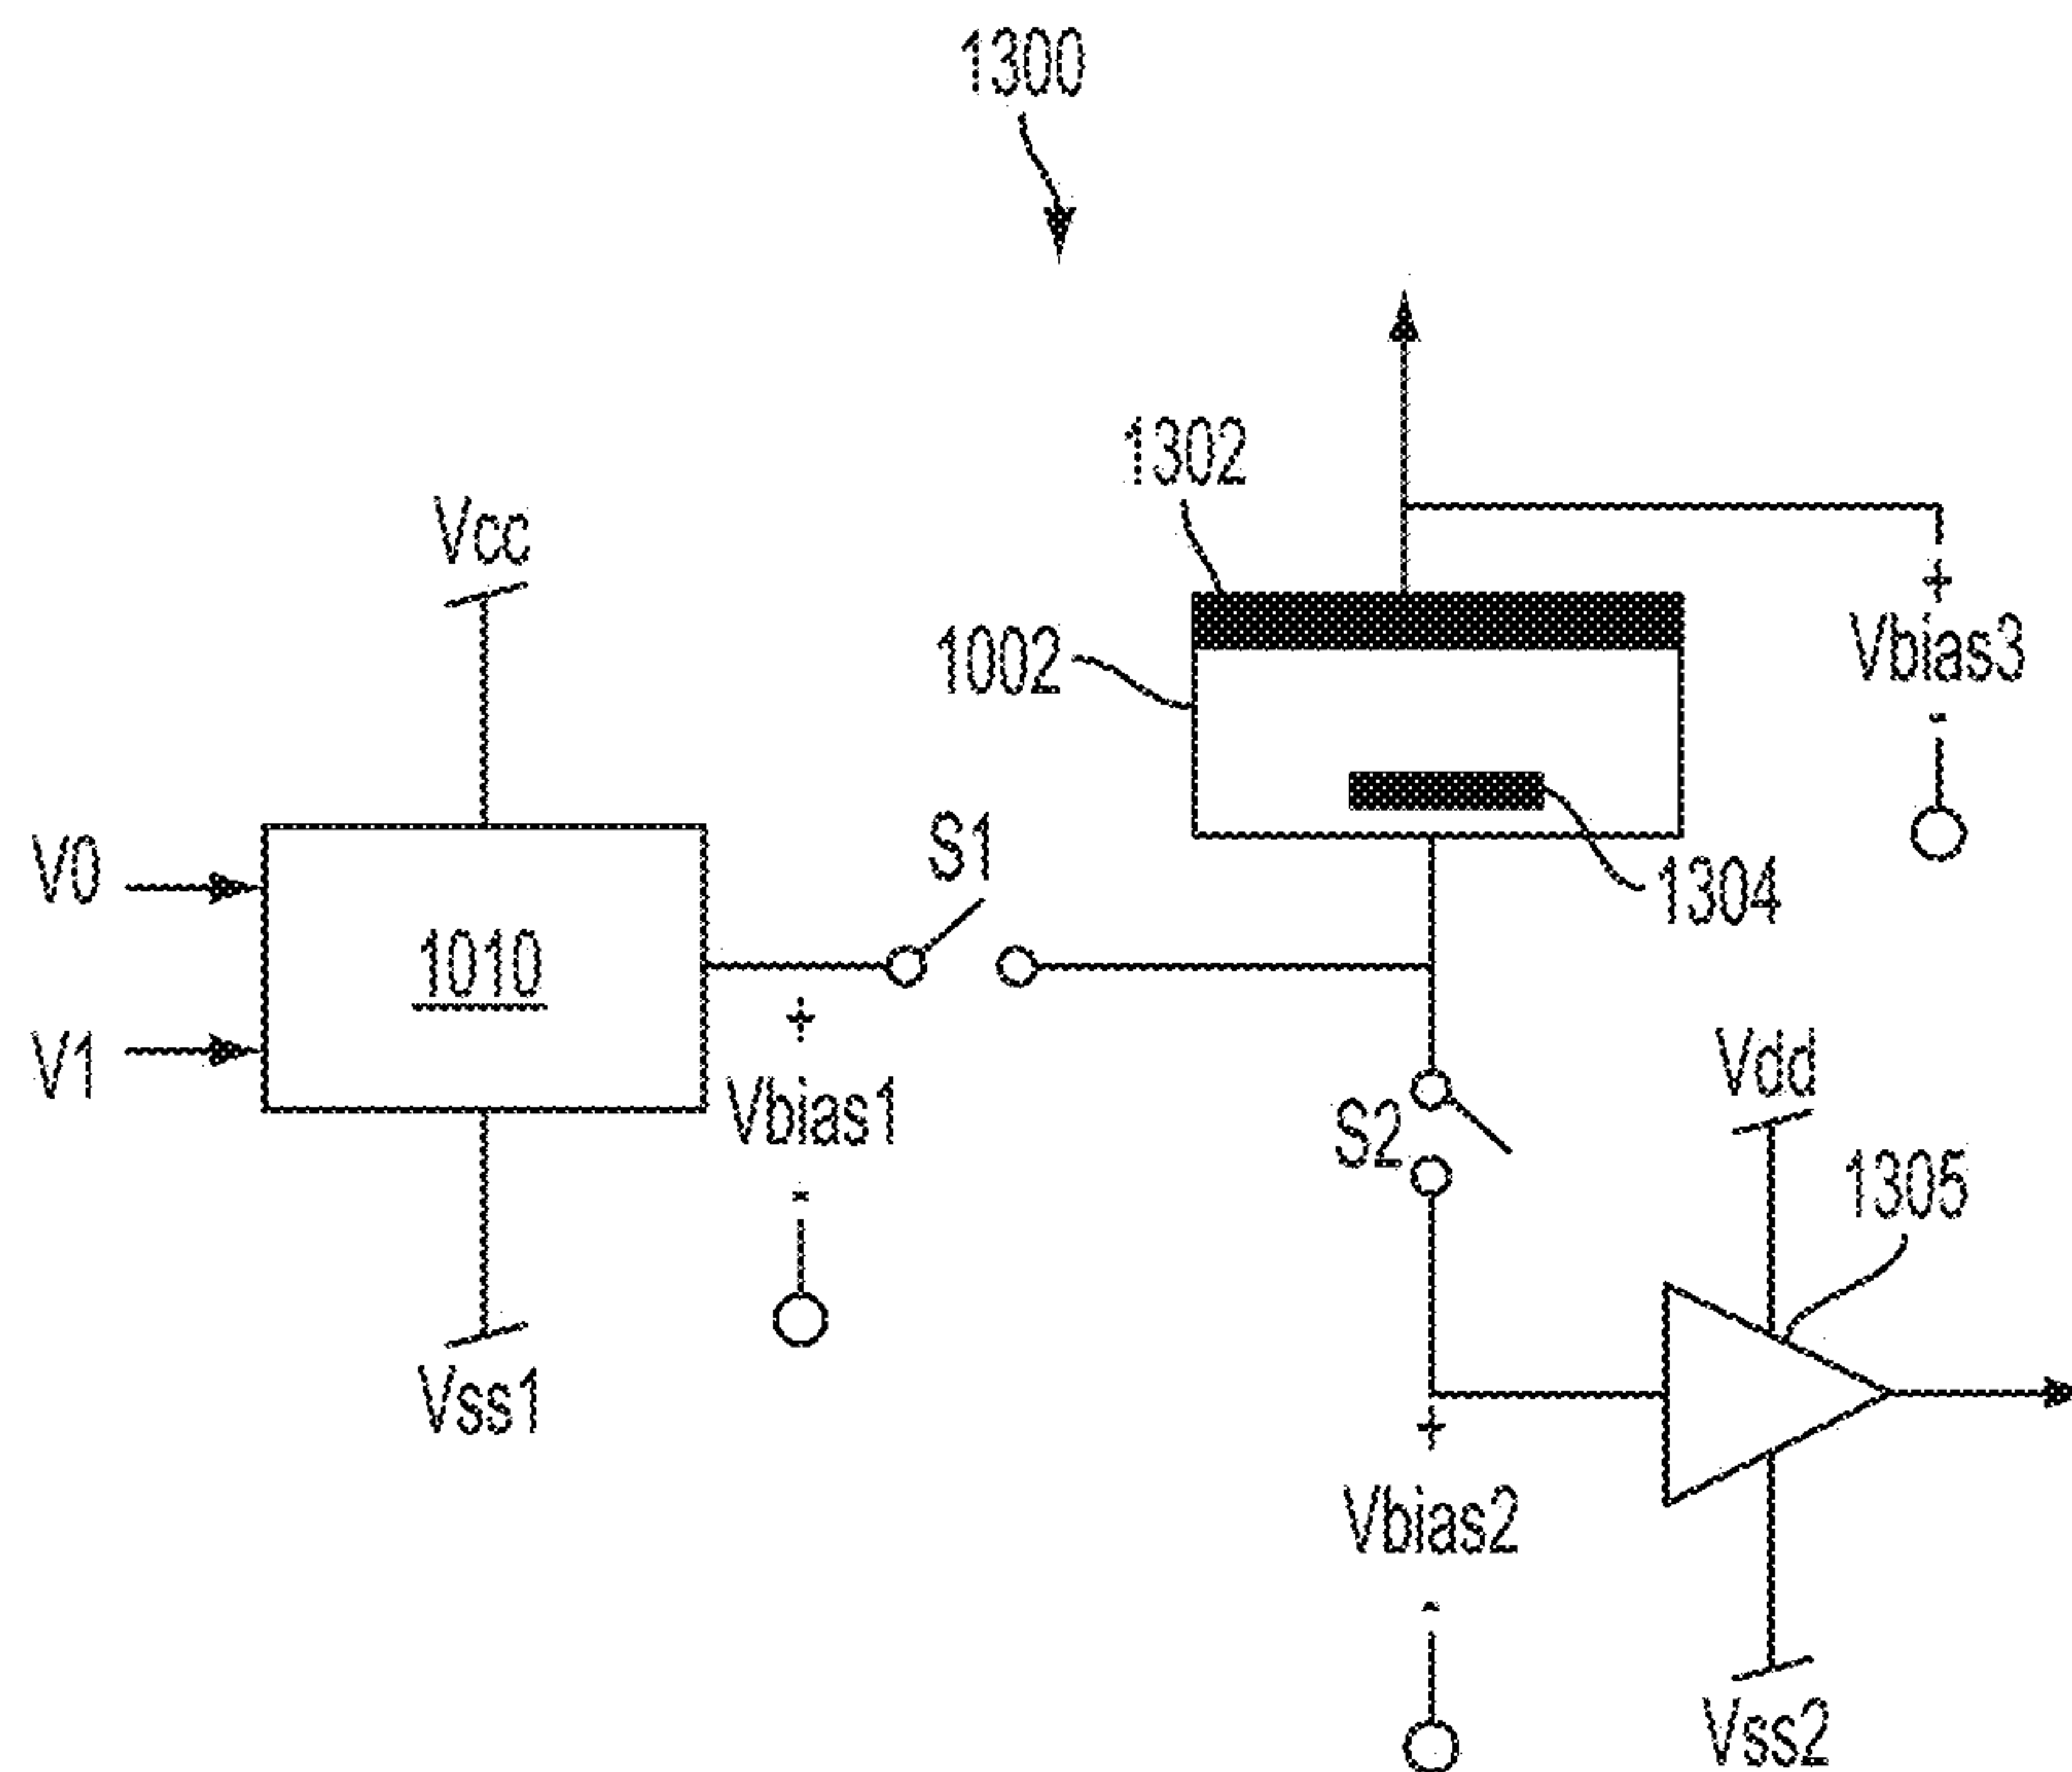 1300
1302
Vcc
1002
+
Vbias3
-
V0
S1
1304
1010
+
V1
Vbias1
Vdd
S2
-
1305
Vss1
+
Vbias2
-
Vss2